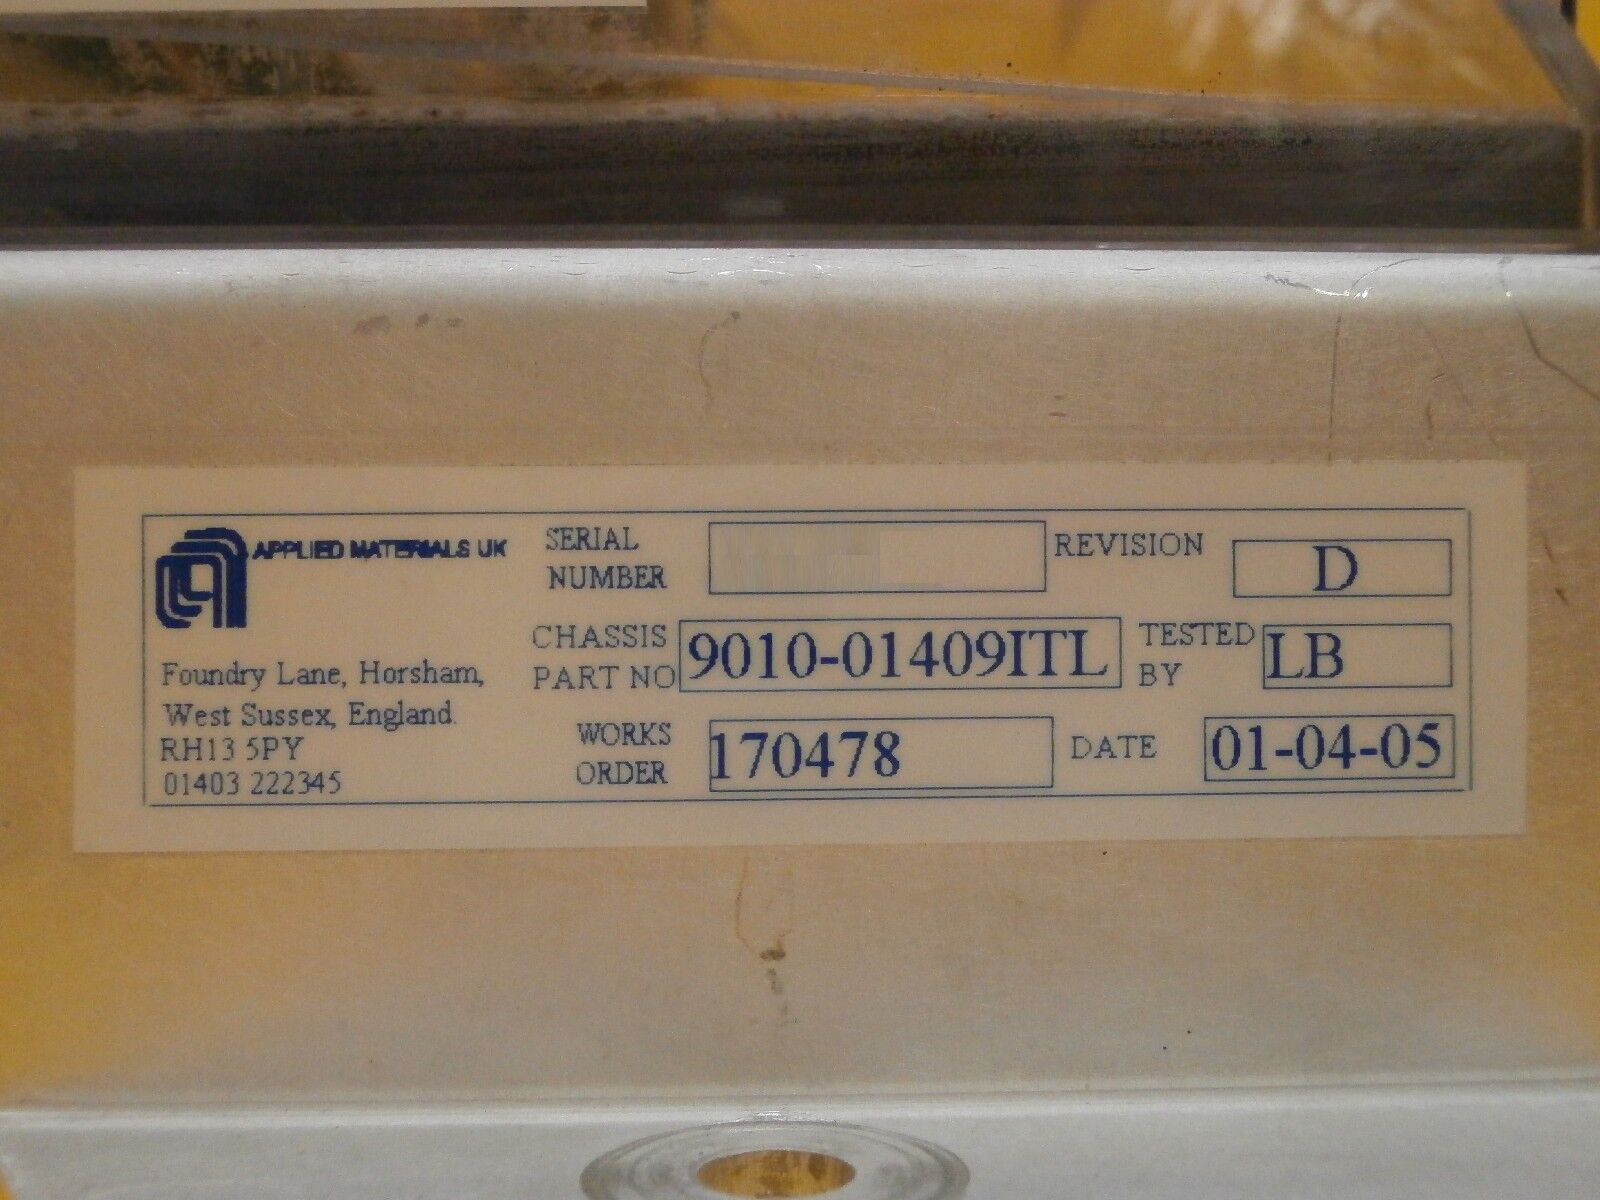 APPLIED MATERIALS UK
Foundry Lane, Horsham,
West Sussex, England.
RH13 5PY
01403 222345
SERIAL
NUMBER
REVISION D
CHASSIS
PART NO 9010-01409ITL
TESTED
BY LB
WORKS
ORDER 170478
DATE 01-04-05